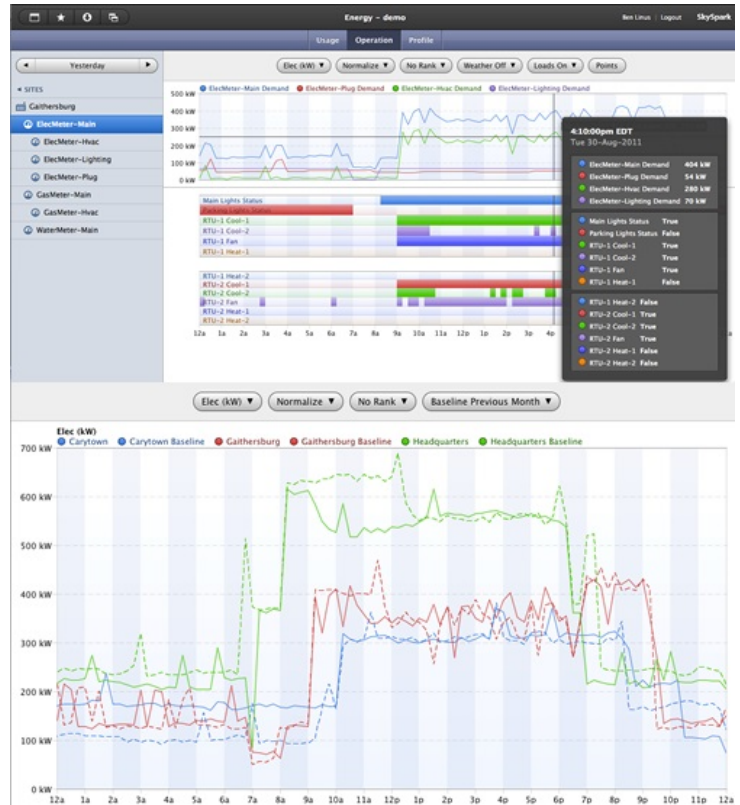 Energy – demo
Ben Linus | Logout SkySpark
Usage Operation Profile
Yesterday
Elec (kW) ▼ Normalize ▼ No Rank ▼ Weather Off ▼ Loads On ▼ Points
SITES
Gaithersburg
ElecMeter-Main
ElecMeter-Hvac
ElecMeter-Lighting
ElecMeter-Plug
GasMeter-Main
GasMeter-Hvac
WaterMeter-Main
ElecMeter-Main Demand ElecMeter-Plug Demand ElecMeter-Hvac Demand ElecMeter-Lighting Demand
500 kW
400 kW
300 kW
200 kW
100 kW
0 kW
Main Lights Status
Parking Lights Status
RTU-1 Cool-1
RTU-1 Cool-2
RTU-1 Fan
RTU-1 Heat-1
RTU-1 Heat-2
RTU-2 Cool-1
RTU-2 Cool-2
RTU-2 Fan
RTU-2 Heat-1
RTU-2 Heat-2
12a 1a 2a 3a 4a 5a 6a 7a 8a 9a 10a 11a 12p 1p 2p 3p 4p
4:10:00pm EDT
Tue 30-Aug-2011
ElecMeter-Main Demand 404 kW
ElecMeter-Plug Demand 54 kW
ElecMeter-Hvac Demand 280 kW
ElecMeter-Lighting Demand 70 kW
Main Lights Status True
Parking Lights Status False
RTU-1 Cool-1 True
RTU-1 Cool-2 True
RTU-1 Fan True
RTU-1 Heat-1 False
RTU-1 Heat-2 False
RTU-2 Cool-1 True
RTU-2 Cool-2 True
RTU-2 Fan True
RTU-2 Heat-1 False
RTU-2 Heat-2 False
Elec (kW) ▼ Normalize ▼ No Rank ▼ Baseline Previous Month ▼
Elec (kW)
Carytown Carytown Baseline Gaithersburg Gaithersburg Baseline Headquarters Headquarters Baseline
700 kW
600 kW
500 kW
400 kW
300 kW
200 kW
100 kW
0 kW
12a 1a 2a 3a 4a 5a 6a 7a 8a 9a 10a 11a 12p 1p 2p 3p 4p 5p 6p 7p 8p 9p 10p 11p 12a